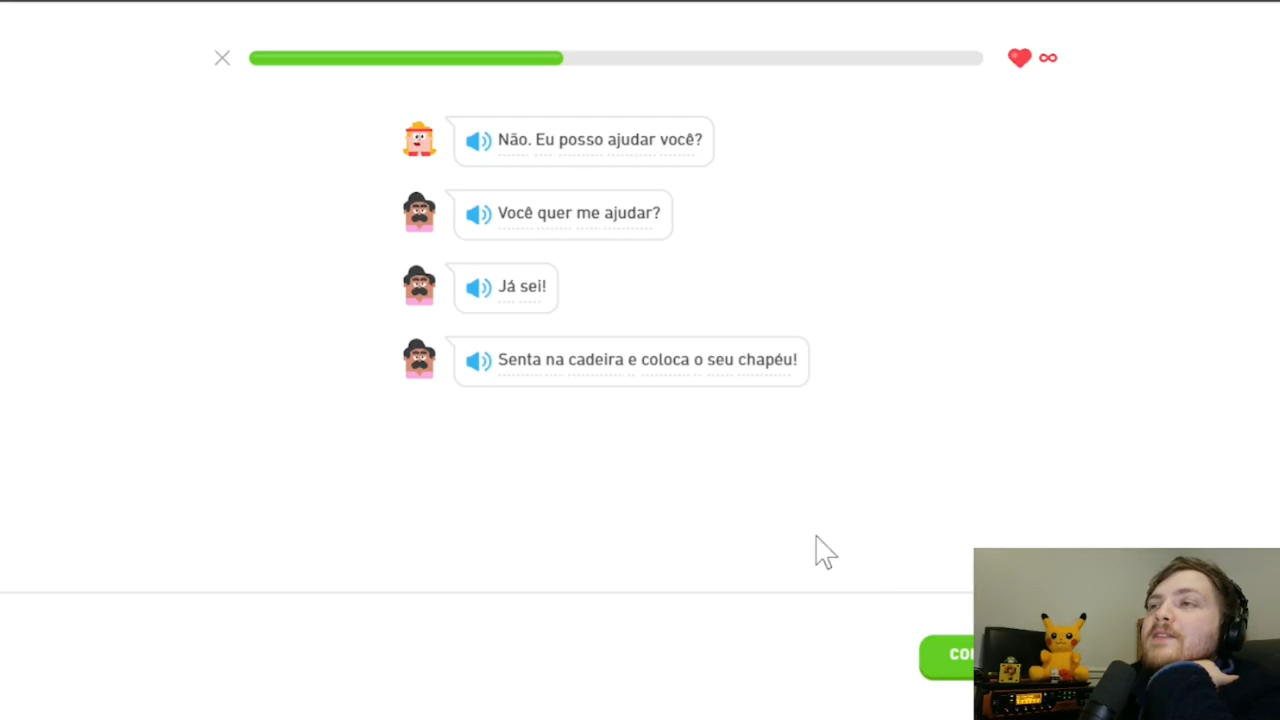 ∞
Não. Eu posso ajudar você?
Você quer me ajudar?
Já sei!
Senta na cadeira e coloca o seu chapéu!